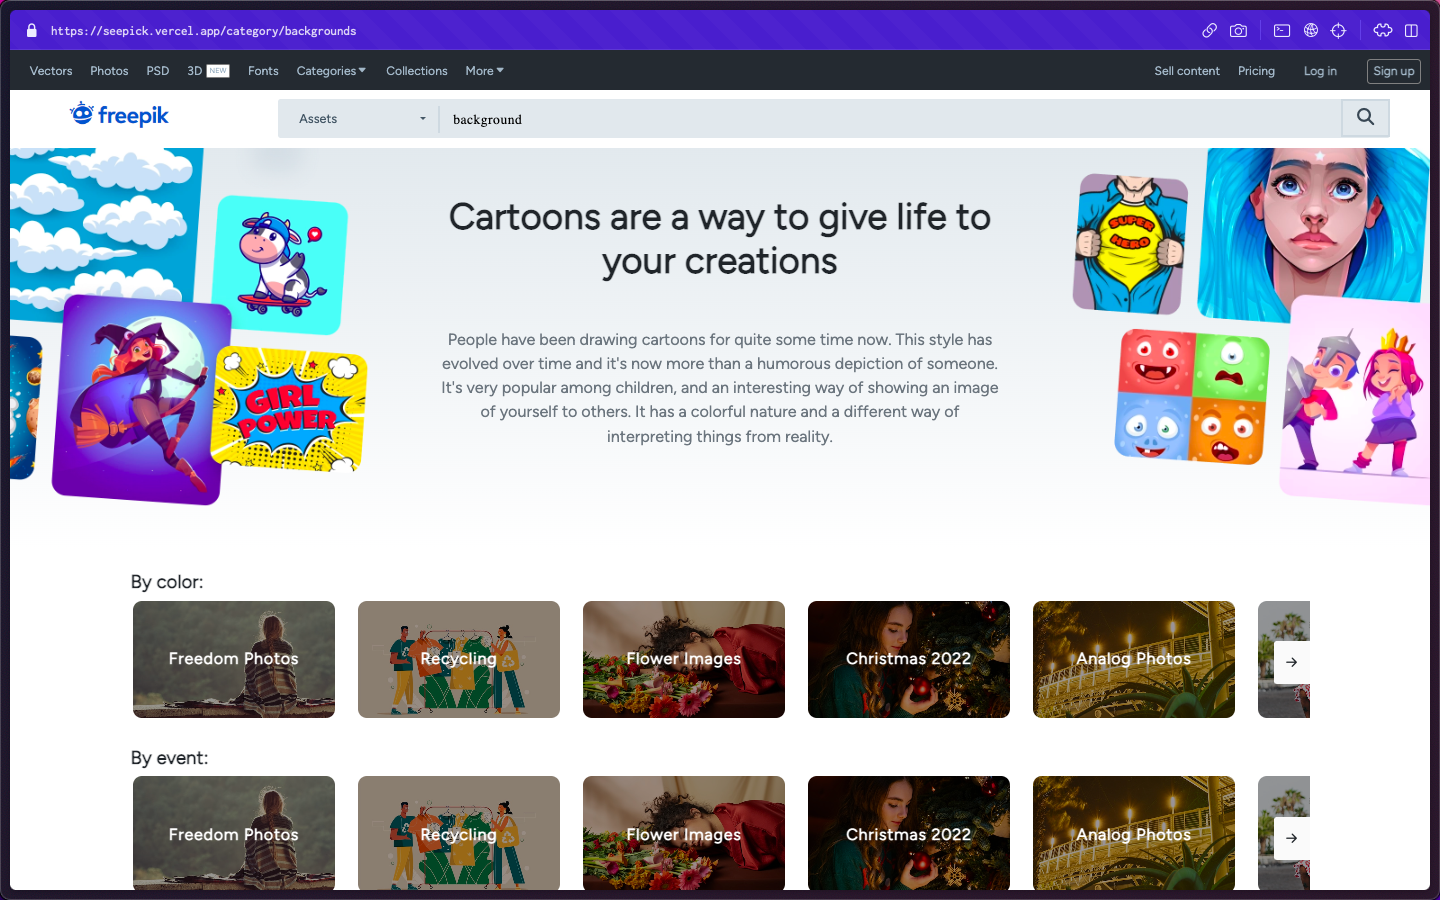 https://seepick.vercel.app/category/backgrounds
Vectors Photos PSD 3D NEW Fonts Categories Collections More Sell content Pricing Log in Sign up
freepik Assets background
Cartoons are a way to give life to
your creations
People have been drawing cartoons for quite some time now. This style has
evolved over time and it's now more than a humorous depiction of someone.
It's very popular among children, and an interesting way of showing an image
of yourself to others. It has a colorful nature and a different way of
interpreting things from reality.
GIRL
POWER
SUPER
HERO
By color:
Freedom Photos Recycling Flower Images Christmas 2022 Analog Photos
By event:
Freedom Photos Recycling Flower Images Christmas 2022 Analog Photos